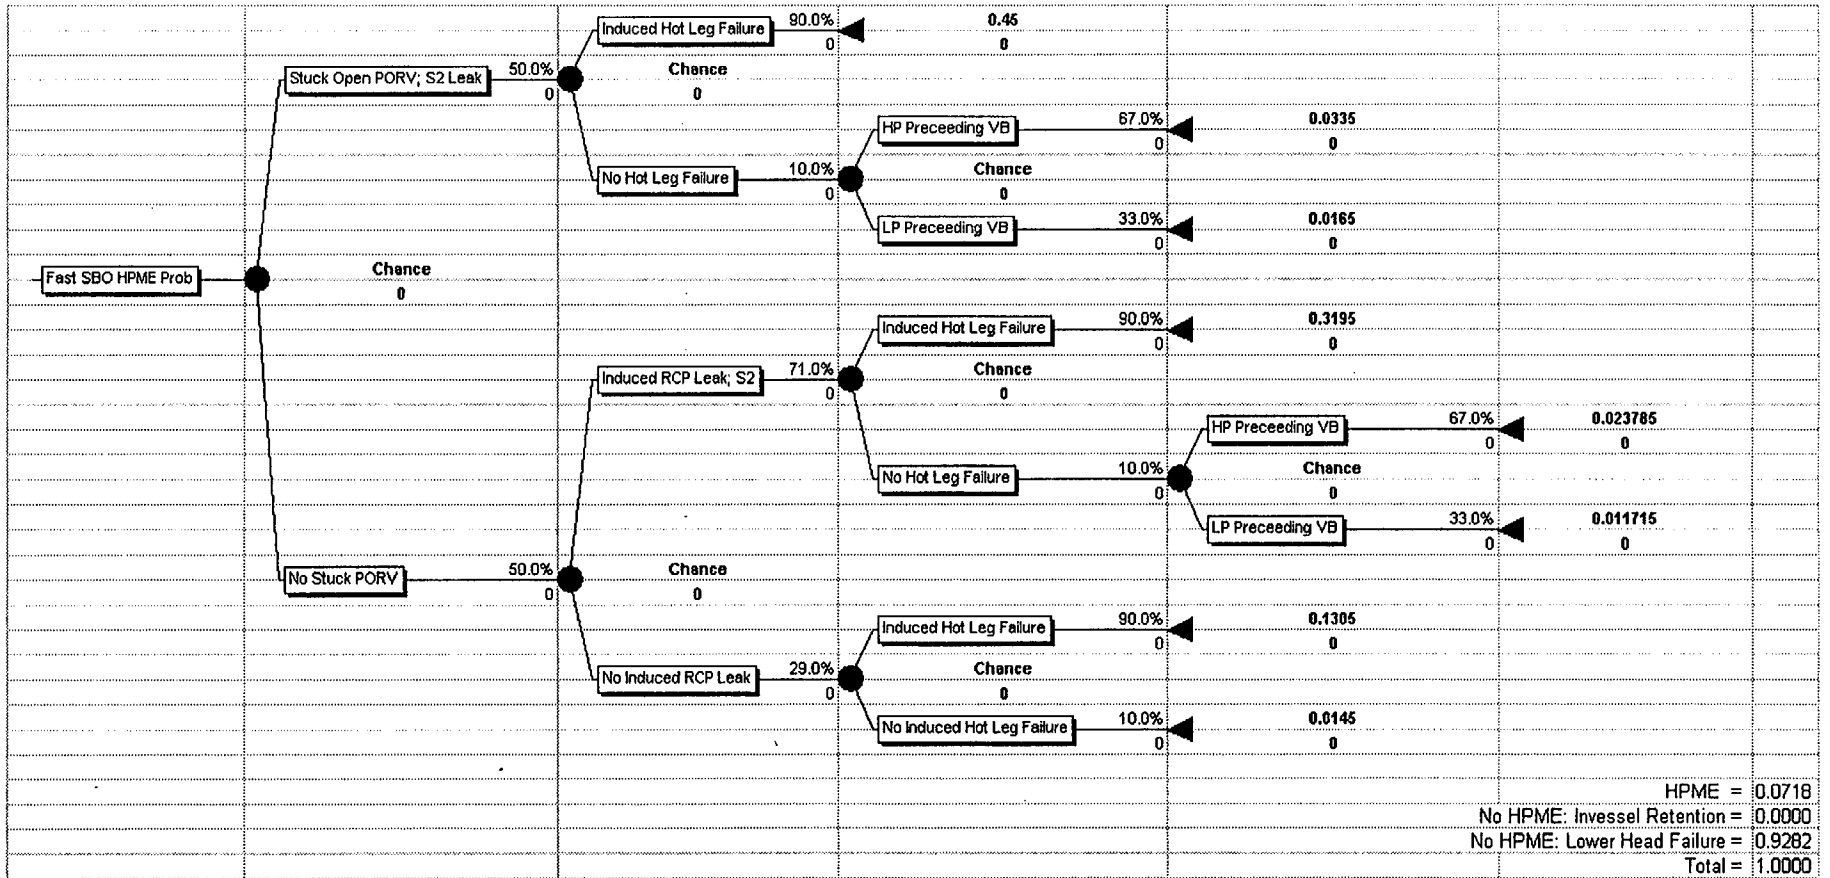 Induced Hot Leg Failure 90.0% 0.45
0 0
Stuck Open PORV; S2 Leak 50.0% Chance
0 0
HP Preceeding VB 67.0% 0.0335
0 0
No Hot Leg Failure 10.0% Chance
0 0
LP Preceeding VB 33.0% 0.0165
0 0
Fast SBO HPME Prob Chance
0
Induced Hot Leg Failure 90.0% 0.3195
0 0
Induced RCP Leak; S2 71.0% Chance
0 0
HP Preceeding VB 67.0% 0.023785
0 0
No Hot Leg Failure 10.0% Chance
0 0
LP Preceeding VB 33.0% 0.011715
0 0
No Stuck PORV 50.0% Chance
0 0
Induced Hot Leg Failure 90.0% 0.1305
0 0
No Induced RCP Leak 29.0% Chance
0 0
No Induced Hot Leg Failure 10.0% 0.0145
0 0
HPME = 0.0718
No HPME: Invessel Retention = 0.0000
No HPME: Lower Head Failure = 0.9282
Total = 1.0000